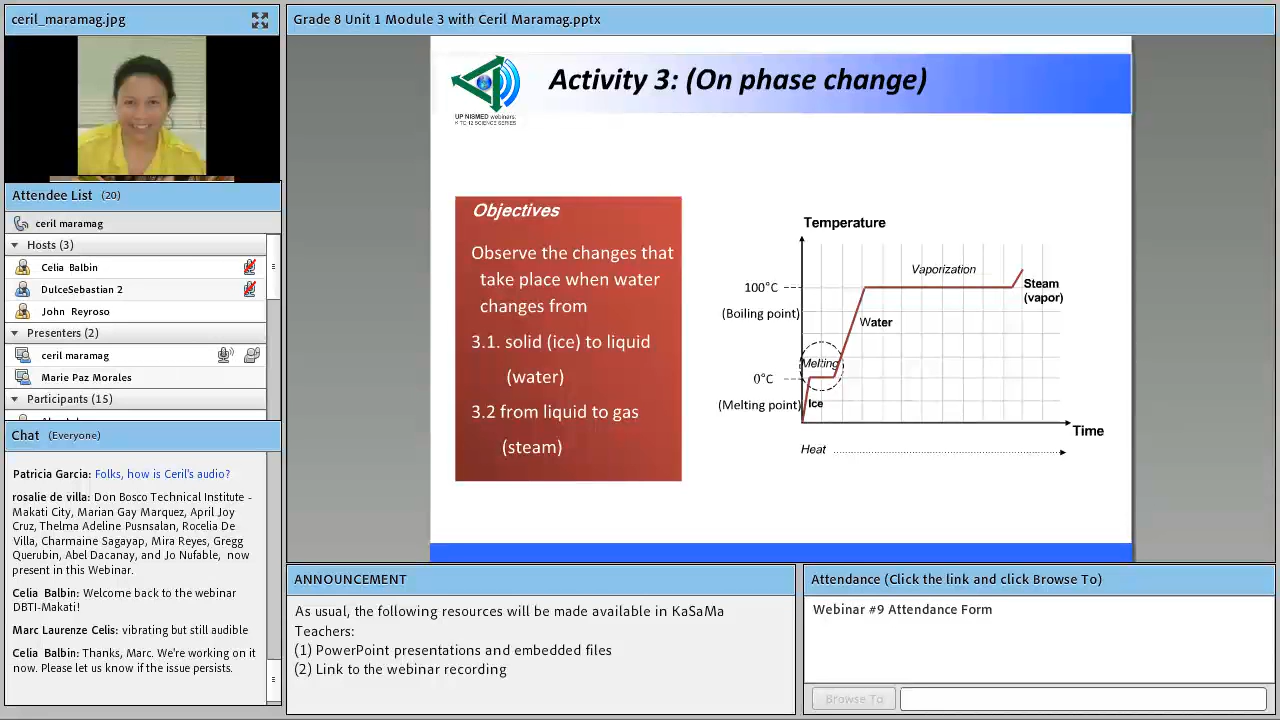 ceril_maramag.jpg
Attendee List (20)
ceril maramag
Hosts (3)
Celia Balbin
DulceSebastian 2
John Reyroso
Presenters (2)
ceril maramag
Marie Paz Morales
Participants (15)
Chat (Everyone)
Patricia Garcia: Folks, how is Ceril's audio?
rosalie de villa: Don Bosco Technical Institute -
Makati City, Marian Gay Marquez, April Joy
Cruz, Thelma Adeline Pusnsalan, Rocelia De
Villa, Charmaine Sagayap, Mira Reyes, Gregg
Querubin, Abel Dacanay, and Jo Nufable, now
present in this Webinar.
Celia Balbin: Welcome back to the webinar
DBTI-Makati!
Marc Laurenze Celis: vibrating but still audible
Celia Balbin: Thanks, Marc. We're working on it
now. Please let us know if the issue persists.
Grade 8 Unit 1 Module 3 with Ceril Maramag.pptx
UP NISMED webinars:
K TO 12 SCIENCE SERIES
Activity 3: (On phase change)
Objectives
Observe the changes that
take place when water
changes from
3.1. solid (ice) to liquid
(water)
3.2 from liquid to gas
(steam)
Temperature
Vaporization
100°C
Steam
(vapor)
(Boiling point)
Water
Melting
0°C
(Melting point)
Ice
Time
Heat
ANNOUNCEMENT
As usual, the following resources will be made available in KaSaMa
Teachers:
(1) PowerPoint presentations and embedded files
(2) Link to the webinar recording
Attendance (Click the link and click Browse To)
Webinar #9 Attendance Form
Browse To